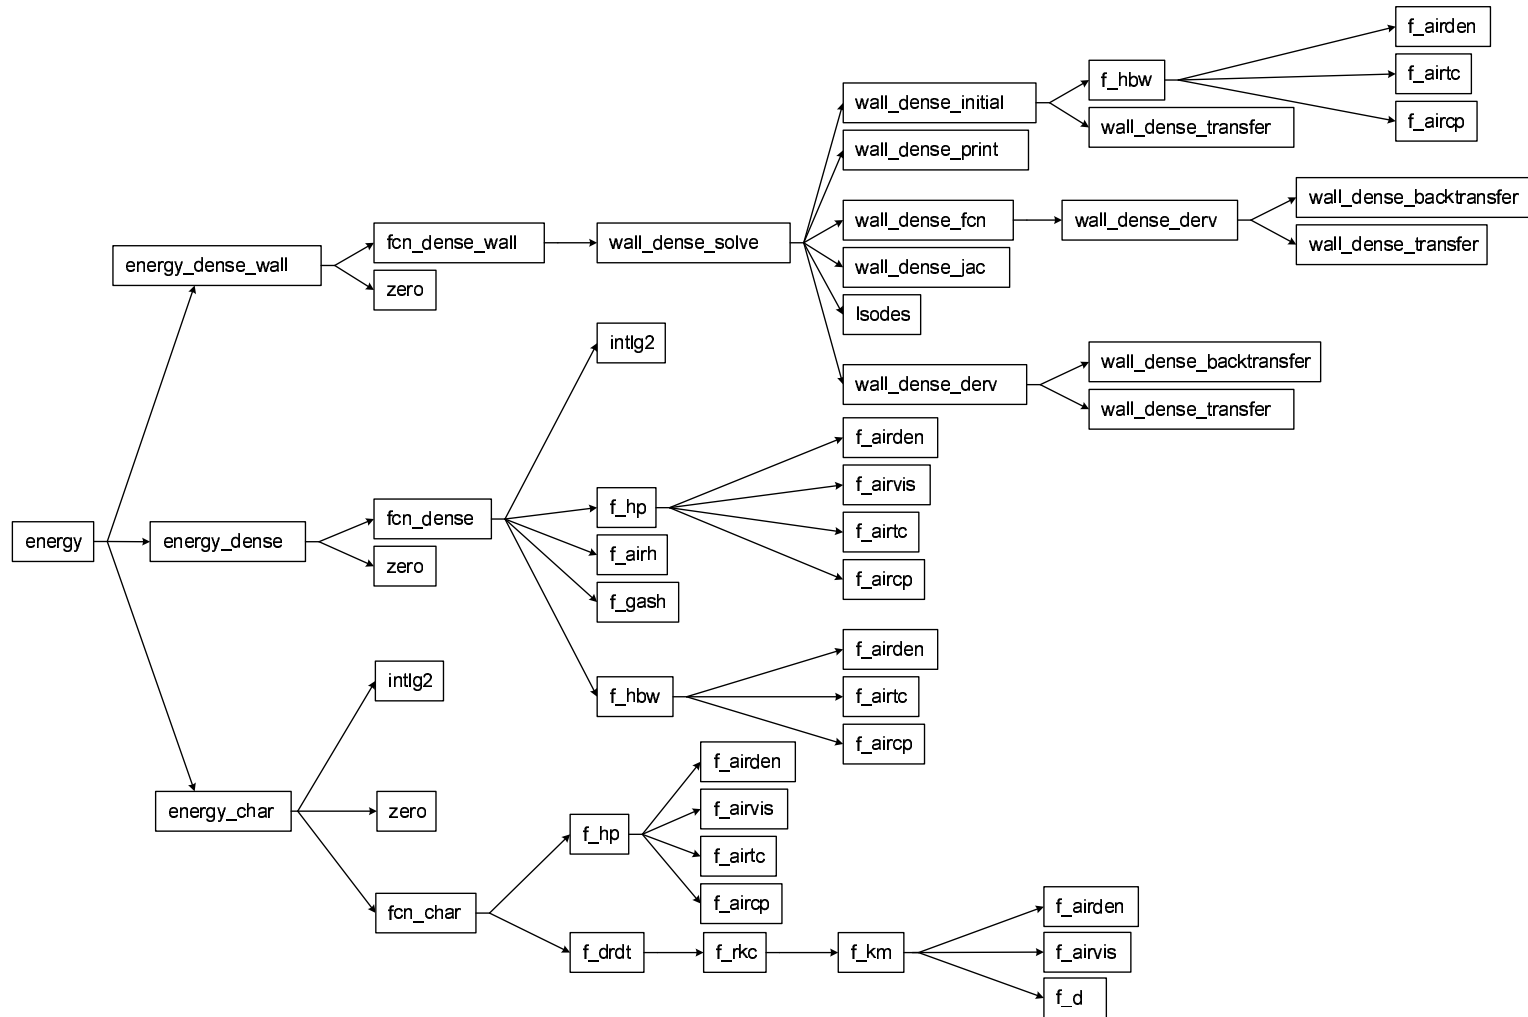 f_airden
f_hbw
f_airtc
wall_dense_initial
f_aircp
wall_dense_transfer
wall_dense_print
wall_dense_backtransfer
wall_dense_fcn
wall_dense_derv
fcn_dense_wall
wall_dense_solve
wall_dense_transfer
energy_dense_wall
wall_dense_jac
zero
lsodes
intlg2
wall_dense_backtransfer
wall_dense_derv
wall_dense_transfer
f_airden
f_airvis
f_hp
fcn_dense
f_airtc
energy
energy_dense
f_airh
zero
f_aircp
f_gash
f_airden
intlg2
f_hbw
f_airtc
f_aircp
f_airden
energy_char
zero
f_airvis
f_hp
f_airtc
f_aircp
fcn_char
f_airden
f_drdt
f_rkc
f_km
f_airvis
f_d